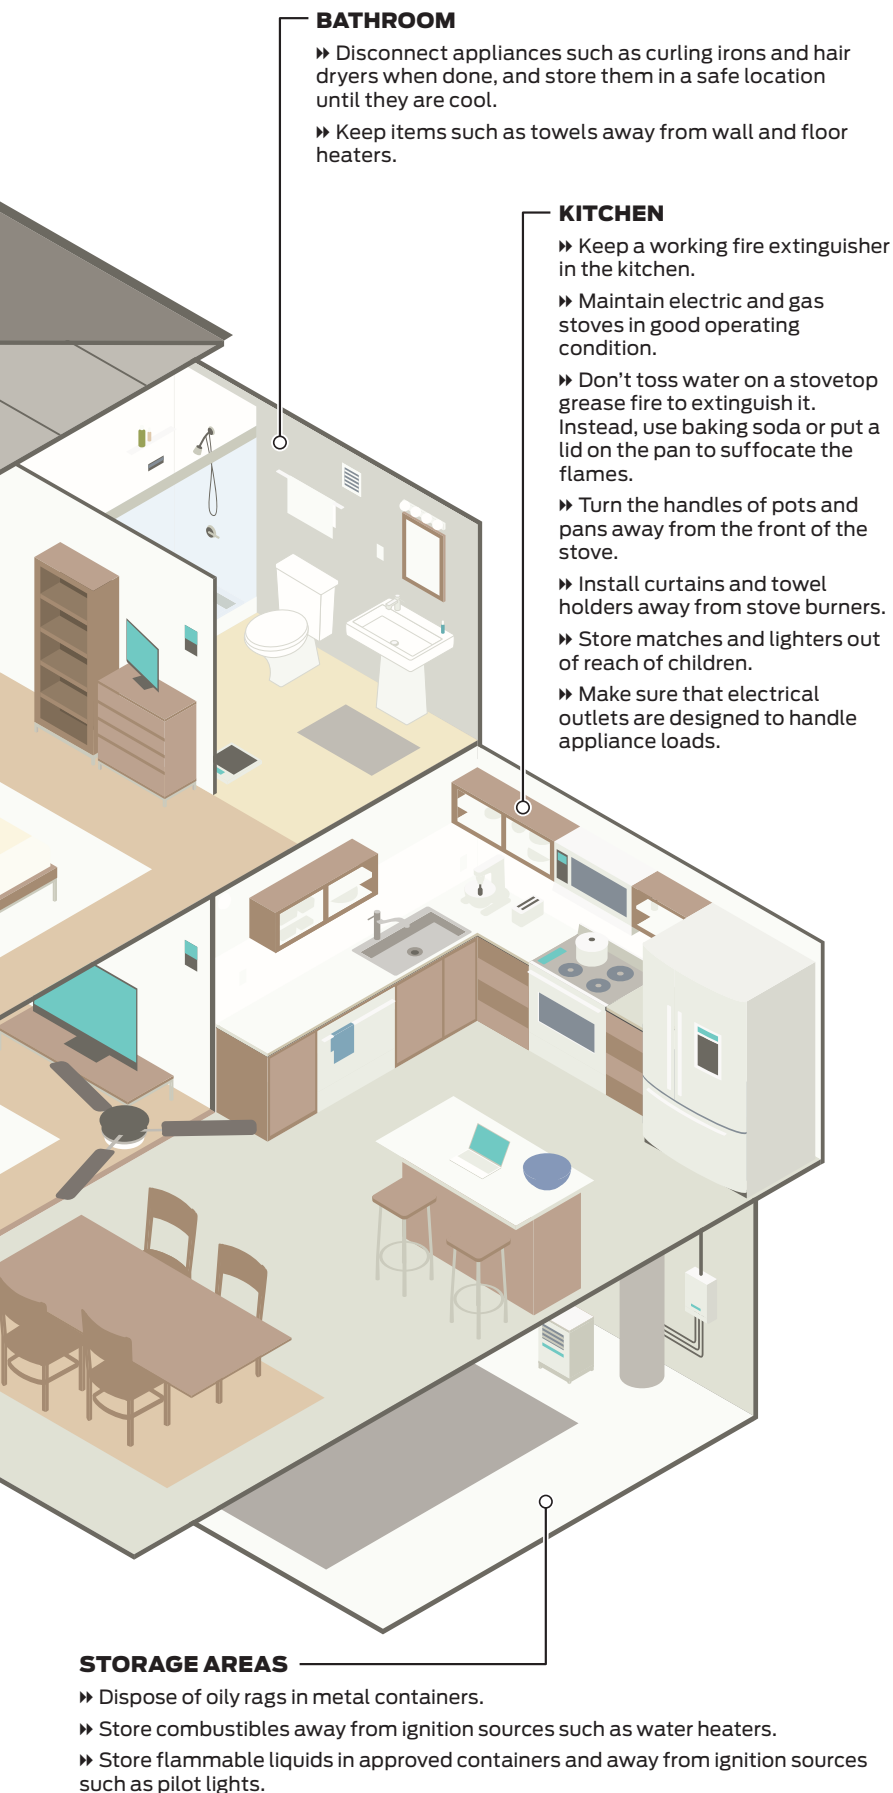 BATHROOM
» Disconnect appliances such as curling irons and hair
dryers when done, and store them in a safe location
until they are cool.
» Keep items such as towels away from wall and floor
heaters.
KITCHEN
» Keep a working fire extinguisher
in the kitchen.
» Maintain electric and gas
stoves in good operating
condition.
» Don’t toss water on a stovetop
grease fire to extinguish it.
Instead, use baking soda or put a
lid on the pan to suffocate the
flames.
» Turn the handles of pots and
pans away from the front of the
stove.
» Install curtains and towel
holders away from stove burners.
» Store matches and lighters out
of reach of children.
» Make sure that electrical
outlets are designed to handle
appliance loads.
STORAGE AREAS
» Dispose of oily rags in metal containers.
» Store combustibles away from ignition sources such as water heaters.
» Store flammable liquids in approved containers and away from ignition sources
such as pilot lights.